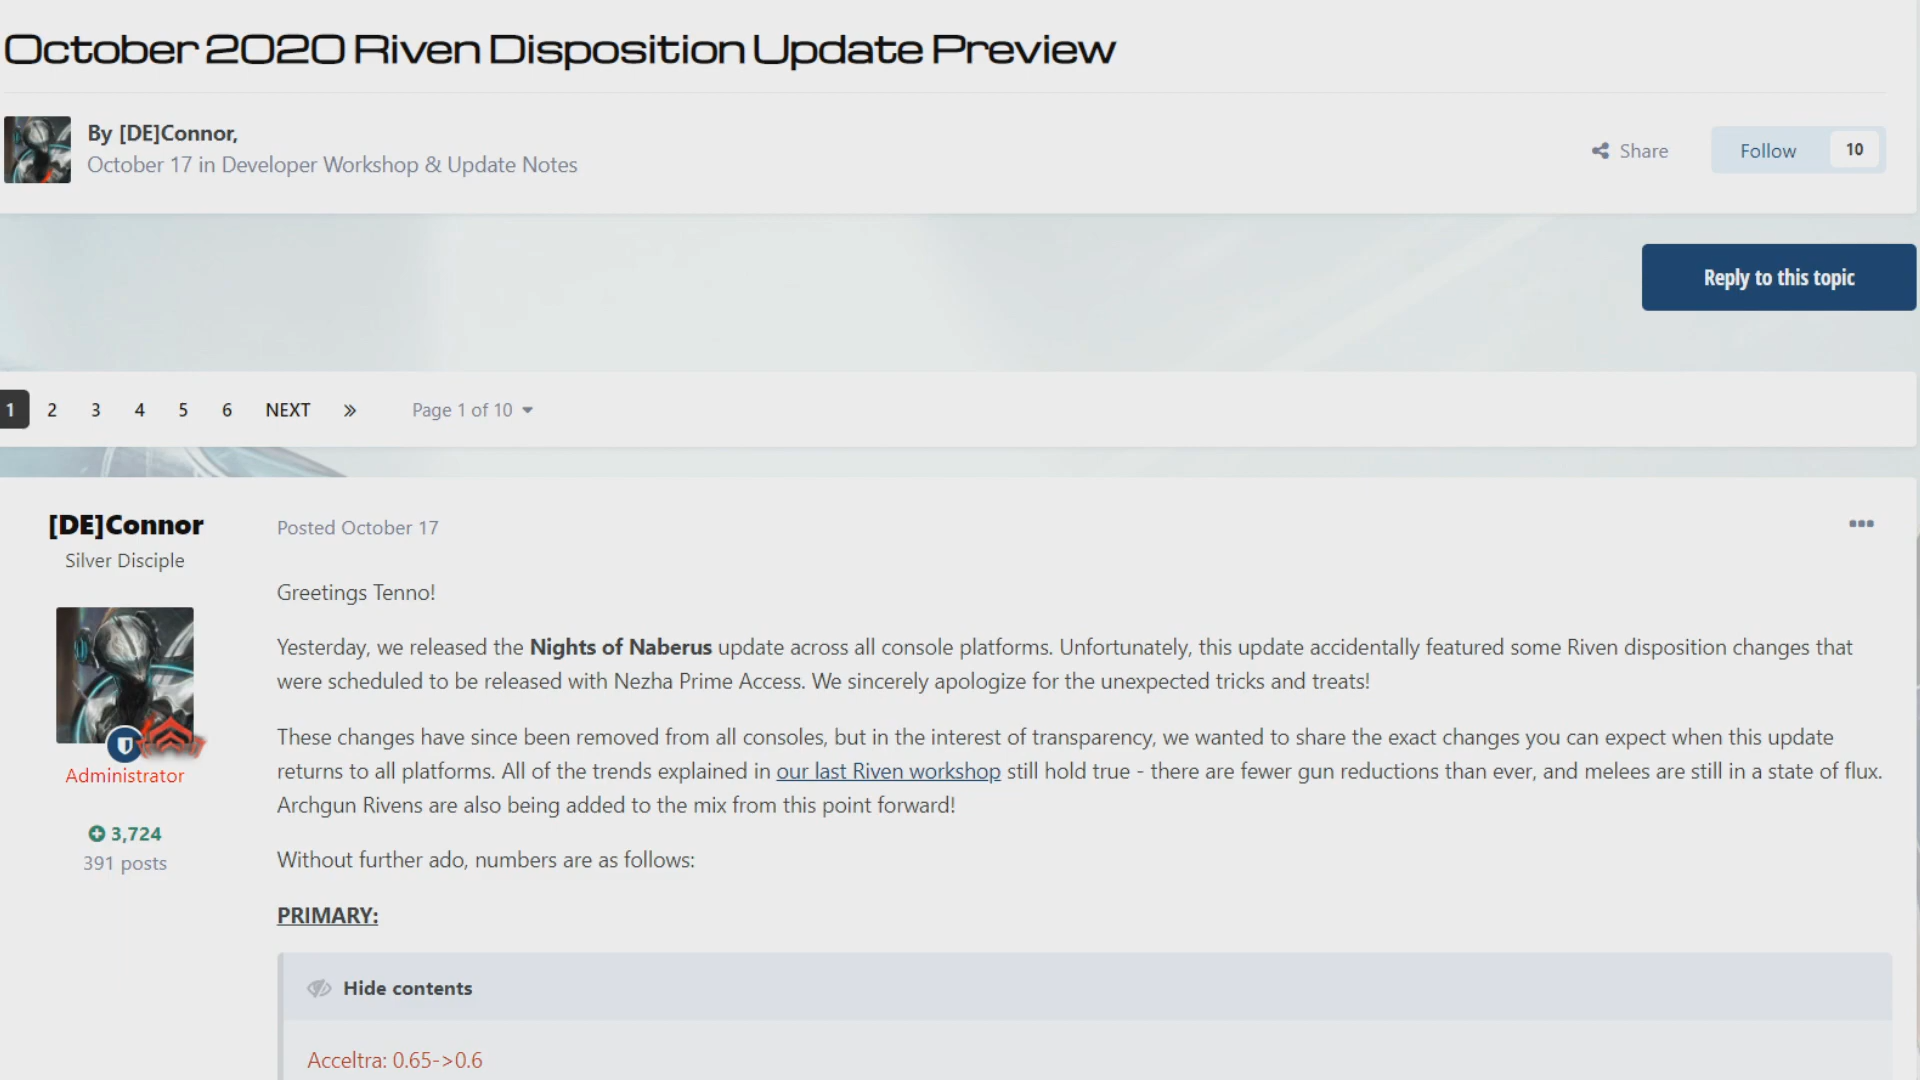 October 2020 Riven Disposition Update Preview
By [DE]Connor,
October 17 in Developer Workshop & Update Notes
Share
Follow 10
Reply to this topic
1 2 3 4 5 6 NEXT » Page 1 of 10
[DE]Connor
Silver Disciple
Administrator
3,724
391 posts
Posted October 17
Greetings Tenno!
Yesterday, we released the Nights of Naberus update across all console platforms. Unfortunately, this update accidentally featured some Riven disposition changes that
were scheduled to be released with Nezha Prime Access. We sincerely apologize for the unexpected tricks and treats!
These changes have since been removed from all consoles, but in the interest of transparency, we wanted to share the exact changes you can expect when this update
returns to all platforms. All of the trends explained in our last Riven workshop still hold true - there are fewer gun reductions than ever, and melees are still in a state of flux.
Archgun Rivens are also being added to the mix from this point forward!
Without further ado, numbers are as follows:
PRIMARY:
Hide contents
Acceltra: 0.65->0.6